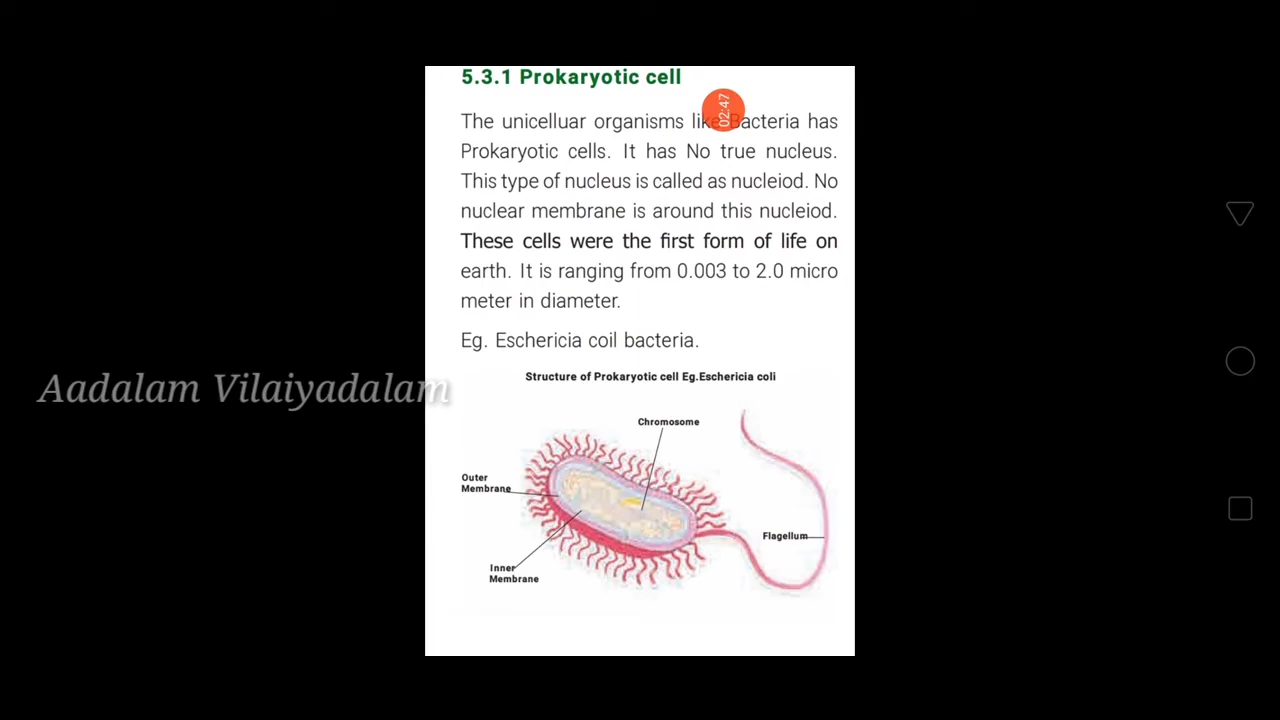 5.3.1 Prokaryotic cell
02:47
The unicelluar organisms like Bacteria has
Prokaryotic cells. It has No true nucleus.
This type of nucleus is called as nucleiod. No
nuclear membrane is around this nucleiod.
These cells were the first form of life on
earth. It is ranging from 0.003 to 2.0 micro
meter in diameter.
Eg. Eschericia coil bacteria.
Aadalam Vilaiyadalam
Structure of Prokaryotic cell Eg.Eschericia coli
Chromosome
Outer
Membrane
Flagellum
Inner
Membrane